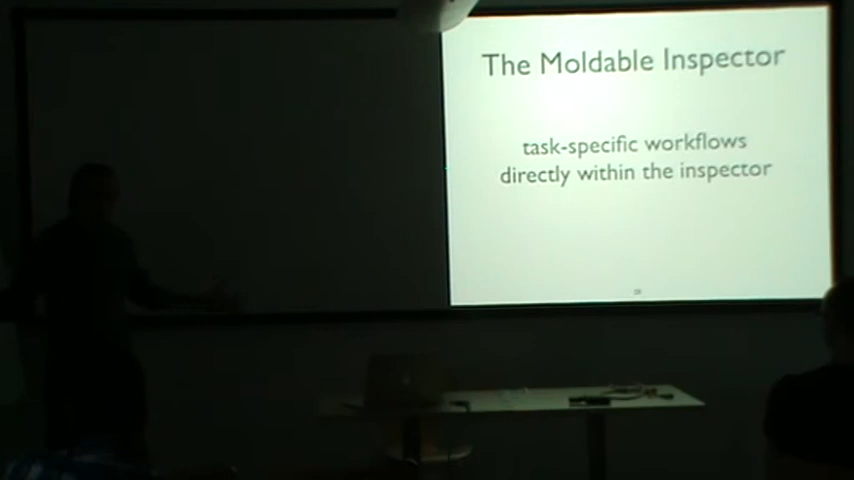 The Moldable Inspector
task-specific workflows
directly within the inspector